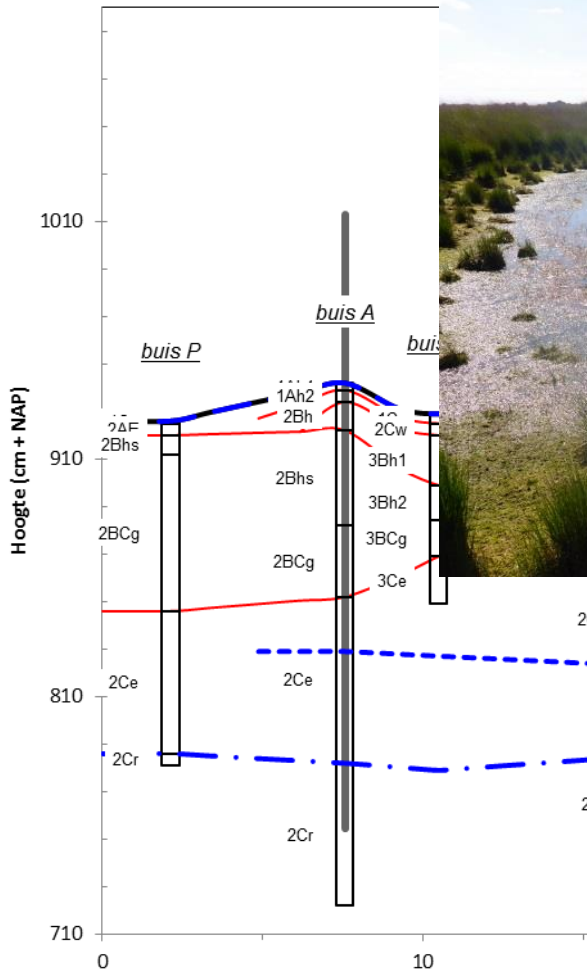 1010
buis A
buis P
1Ah2
2Bh
2Bhs
910
2Cw
3Bh1
2Bhs
3Bh2
2BCg
3BCg
2BCg
3Ce
Hoogte (cm + NAP)
2Ce
2Ce
810
2Cr
2Cr
710
0
10